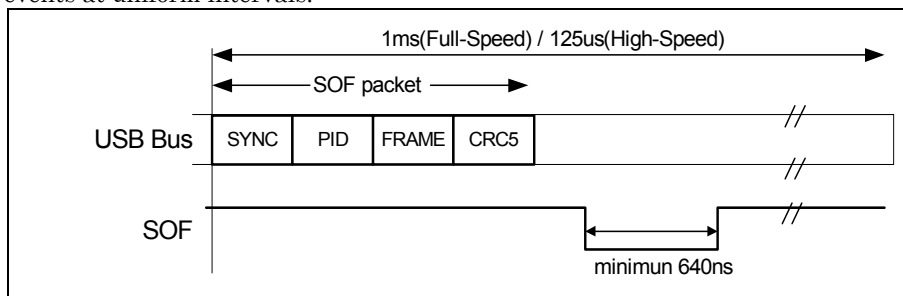 events at uniform intervals.
1ms(Full-Speed) / 125us(High-Speed)
SOF packet
USB Bus SYNC PID FRAME CRC5
SOF
minimun 640ns